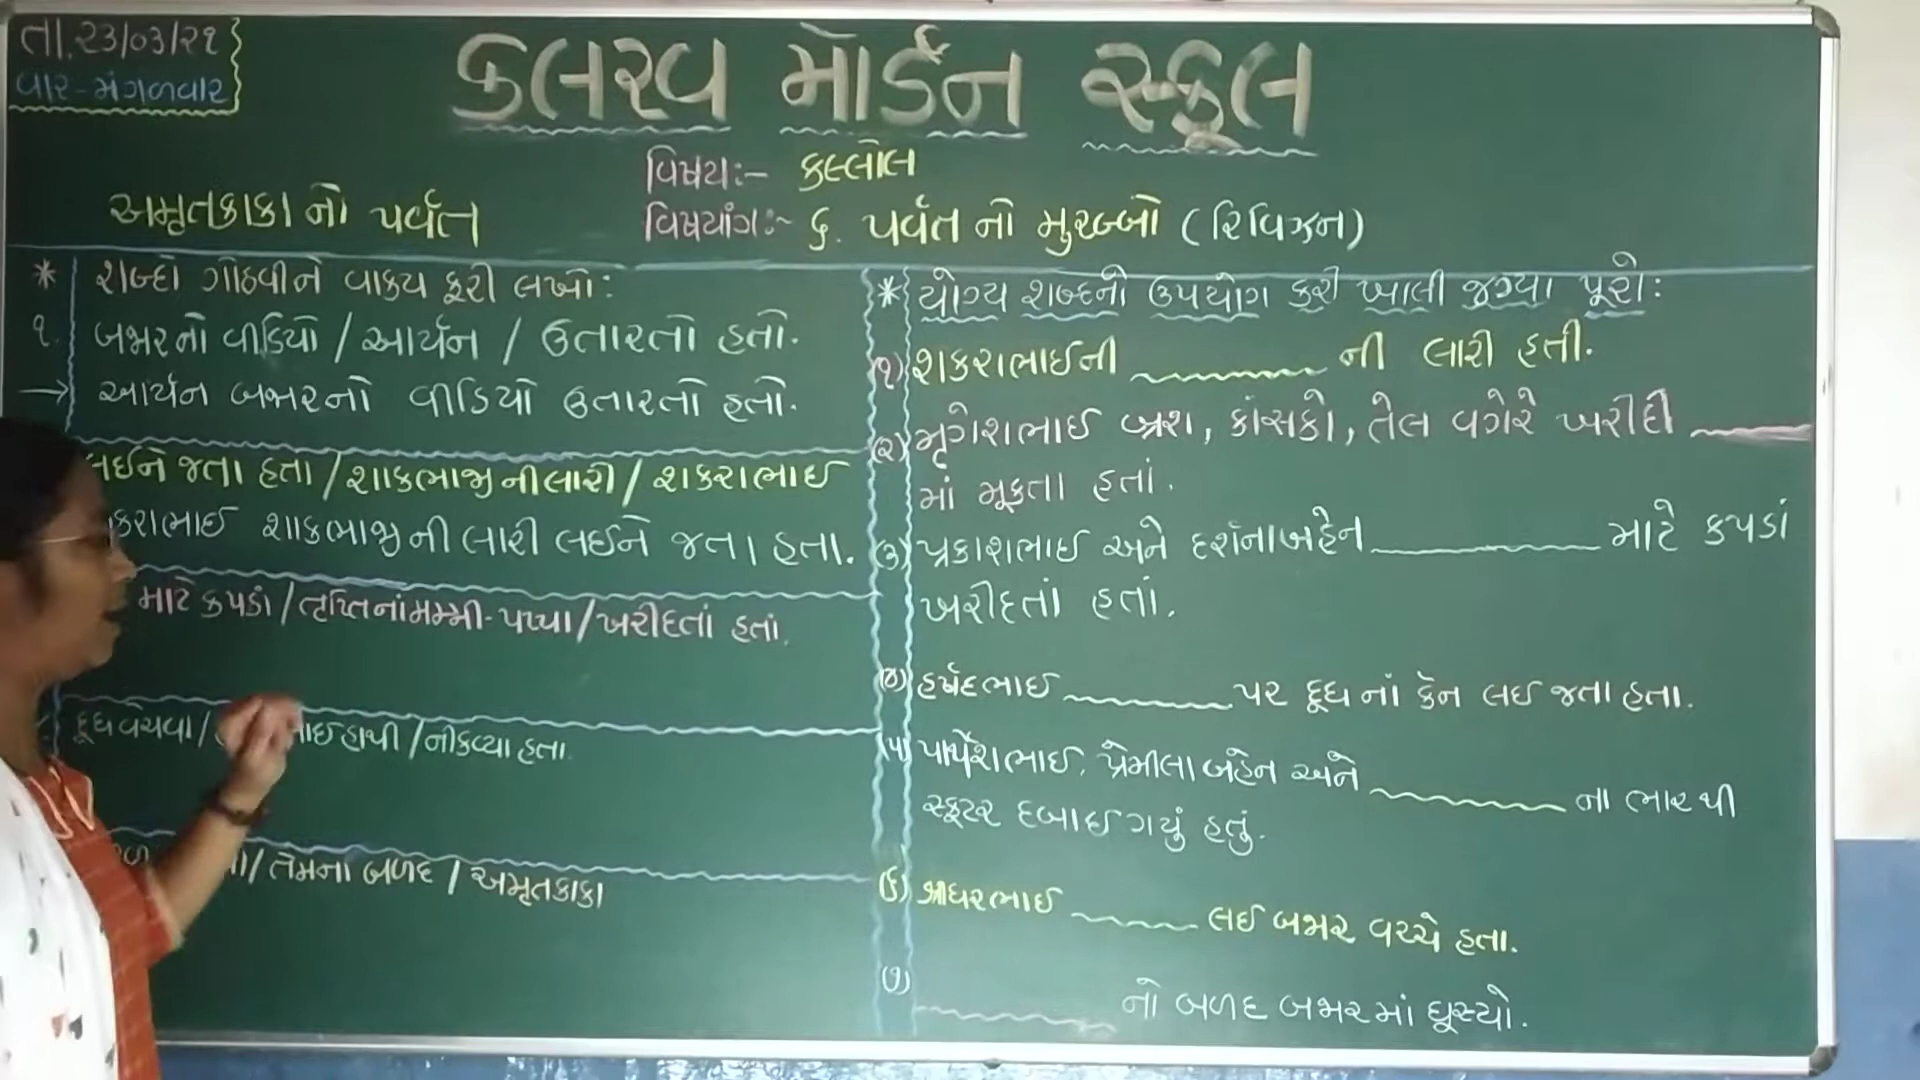 તા.૨૩/૦૩/૨૧
વાર-મંગળવાર
કલરવ મોર્ડન સ્કૂલ
વિષય:- કલ્લોલ
વિષયાંગ:- ૬. પર્વત નો મુરબ્બો (રિવિઝન)
અમૃતકાકા નો પર્વત
* શબ્દો ગોઠવીને વાક્ય ફરી લખો:
૧. બજારનો વીડિયો / આર્યન / ઉતારતો હતો.
→ આર્યન બજારનો વીડિયો ઉતારતો હતો.
લઈને જતા હતા / શાકભાજીની લારી / શકરાભાઈ
શાકભાજીની લારી લઈને જતા હતા.
માટે કપડાં / તૃપ્તિનાં મમ્મી-પપ્પા / ખરીદતાં હતાં.
દૂધ વેચવા / હાથી / નીકળ્યા હતા.
/ તેમના બળદ / અમૃતકાકા
* યોગ્ય શબ્દનો ઉપયોગ કરી ખાલી જગ્યા પૂરો:
(૧) શકરાભાઈની ______ ની લારી હતી.
(૨) મૃગેશભાઈ બ્રશ, કાંસકો, તેલ વગેરે ખરીદી ______
માં મૂકતા હતાં.
(૩) પ્રકાશભાઈ અને દર્શનાબહેન ______ માટે કપડાં
ખરીદતાં હતાં.
(૪) હર્ષદભાઈ ______ પર દૂધ નાં કેન લઈ જતા હતા.
(૫) પાર્થેશભાઈ, પ્રેમીલાબહેન અને ______ ના ભારથી
સ્કૂટર દબાઈ ગયું હતું.
(૬) શ્રીધરભાઈ ______ લઈ બજાર વચ્ચે હતા.
(૭) ______ નો બળદ બજારમાં ઘૂસ્યો.